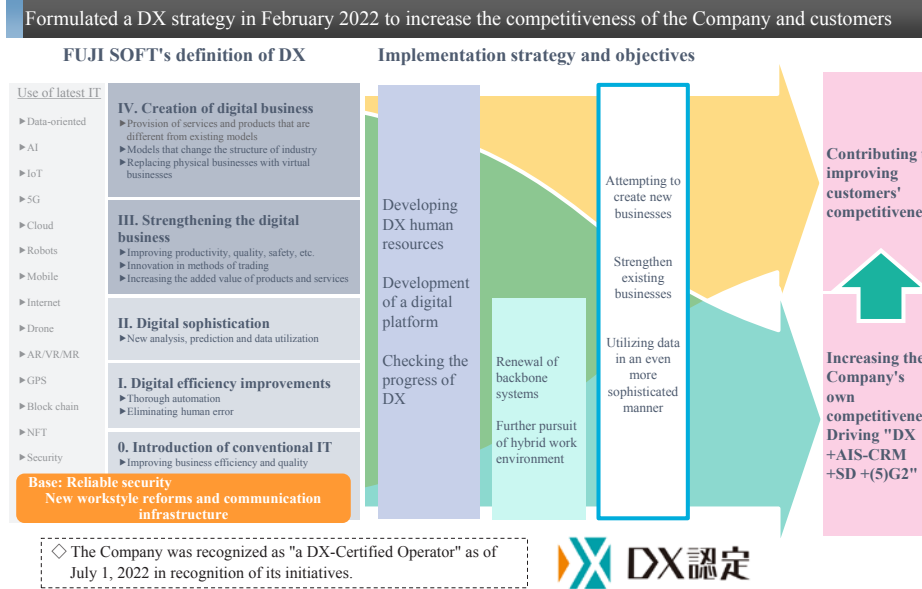 Formulated a DX strategy in February 2022 to increase the competitiveness of the Company and customers
FUJI SOFT's definition of DX
Implementation strategy and objectives
Use of latest IT
▶Data-oriented
▶AI
▶IoT
▶5G
▶Cloud
▶Robots
▶Mobile
▶Internet
▶Drone
▶AR/VR/MR
▶GPS
▶Block chain
▶NFT
▶Security
IV. Creation of digital business
▶Provision of services and products that are
different from existing models
▶Models that change the structure of industry
▶Replacing physical businesses with virtual
businesses
III. Strengthening the digital
business
▶Improving productivity, quality, safety, etc.
▶Innovation in methods of trading
▶Increasing the added value of products and services
II. Digital sophistication
▶New analysis, prediction and data utilization
I. Digital efficiency improvements
▶Thorough automation
▶Eliminating human error
0. Introduction of conventional IT
▶Improving business efficiency and quality
Base: Reliable security
New workstyle reforms and communication
infrastructure
Developing
DX human
resources
Development
of a digital
platform
Checking the
progress of
DX
Renewal of
backbone
systems
Further pursuit
of hybrid work
environment
Attempting to
create new
businesses
Strengthen
existing
businesses
Utilizing data
in an even
more
sophisticated
manner
Contributing
improving
customers'
competitivene
Increasing the
Company's
own
competitivene
Driving "DX
+AIS-CRM
+SD +(5)G2"
◇ The Company was recognized as "a DX-Certified Operator" as of
July 1, 2022 in recognition of its initiatives.
DX認定